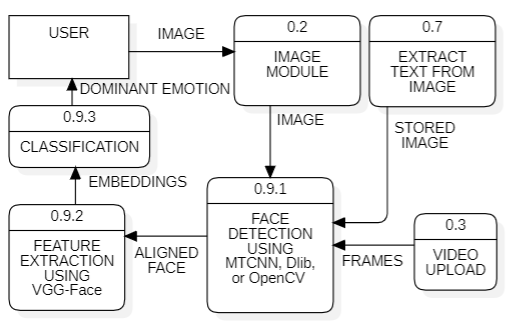 USER
IMAGE
0.2
IMAGE
MODULE
0.7
EXTRACT
TEXT FROM
IMAGE
DOMINANT EMOTION
0.9.3
CLASSIFICATION
IMAGE
STORED
IMAGE
EMBEDDINGS
0.9.1
FACE
DETECTION
USING
MTCNN, Dlib,
or OpenCV
0.9.2
FEATURE
EXTRACTION
USING
VGG-Face
ALIGNED
FACE
FRAMES
0.3
VIDEO
UPLOAD